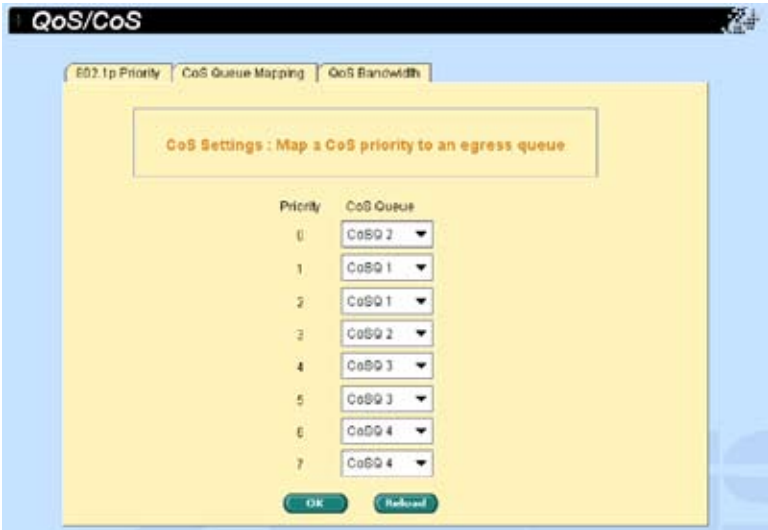 QoS/CoS
802.1p Priority CoS Queue Mapping QoS Bandwidth
CoS Settings : Map a CoS priority to an egress queue
Priority CoS Queue
0 CoSQ 2
1 CoSQ 1
2 CoSQ 1
3 CoSQ 2
4 CoSQ 3
5 CoSQ 3
6 CoSQ 4
7 CoSQ 4
OK Reload